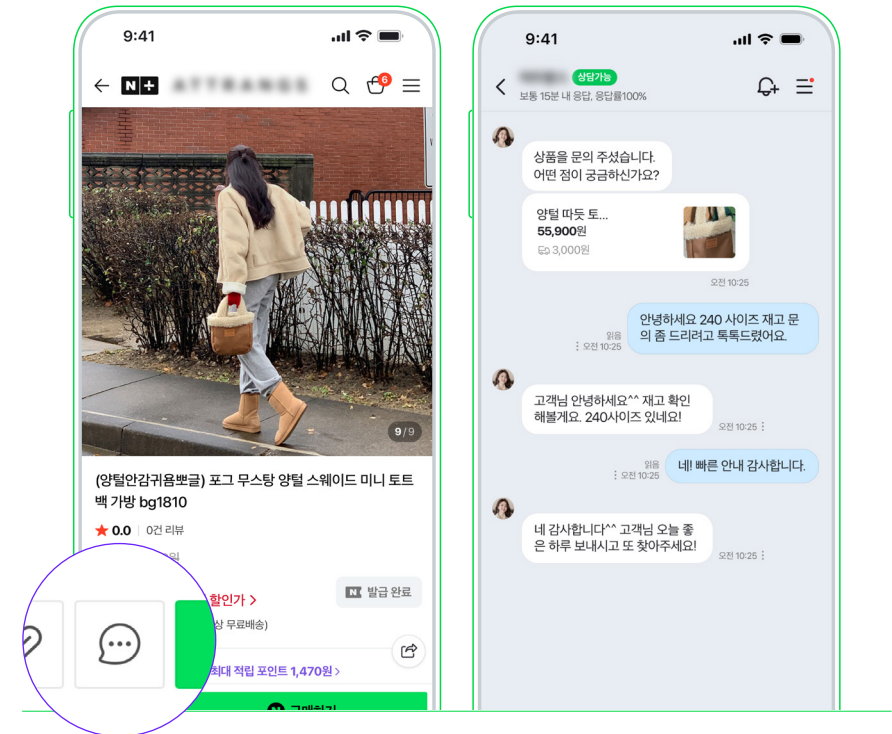 9:41
N+
6
9/9
(양털안감귀욤뽀글) 포그 무스탕 양털 스웨이드 미니 토트
백 가방 bg1810
0.0 0건 리뷰
할인가 >
N 발급 완료
상 무료배송)
최대 적립 포인트 1,470원 >
N 구매하기
9:41
상담가능
보통 15분 내 응답, 응답률100%
상품을 문의 주셨습니다.
어떤 점이 궁금하신가요?
양털 따듯 토...
55,900원
3,000원
오전 10:25
안녕하세요 240 사이즈 재고 문
의 좀 드리려고 톡톡드렸어요.
읽음
오전 10:25
고객님 안녕하세요^^ 재고 확인
해볼게요. 240사이즈 있네요!
오전 10:25
네! 빠른 안내 감사합니다.
읽음
오전 10:25
네 감사합니다^^ 고객님 오늘 좋
은 하루 보내시고 또 찾아주세요!
오전 10:25